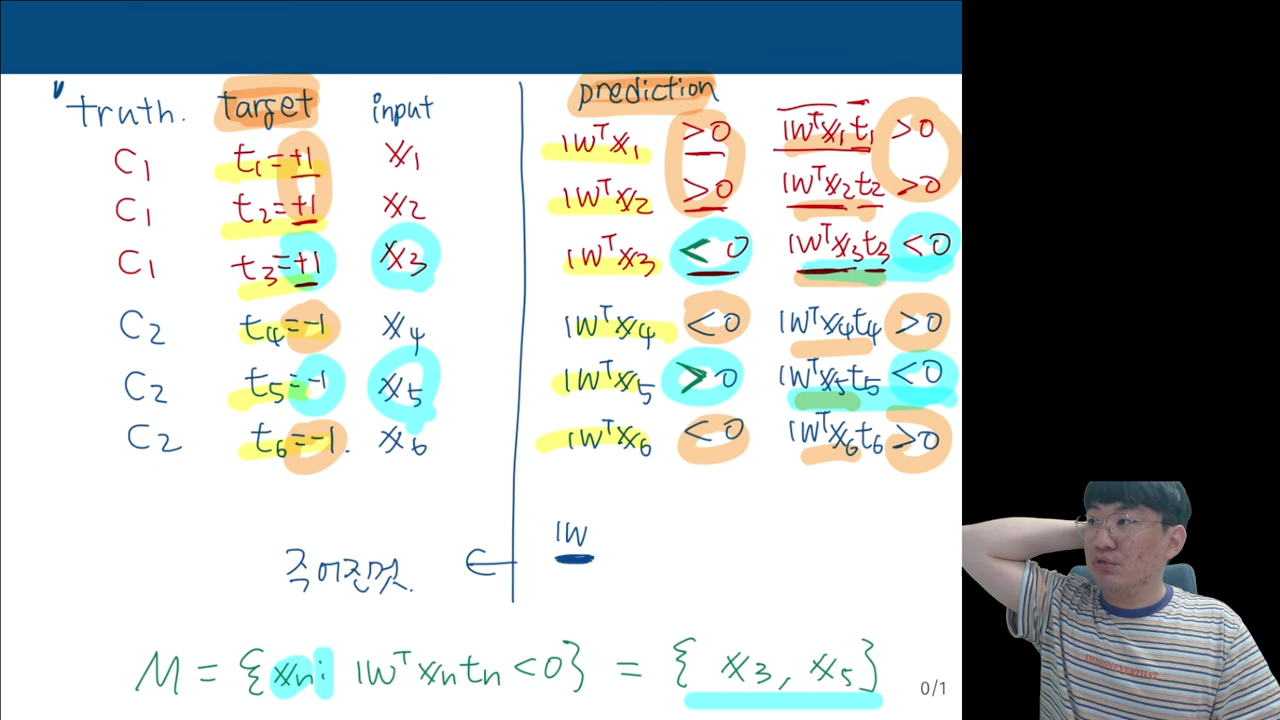 truth. target input prediction
C₁ t₁=+1 𝕩₁ 𝕨ᵀ𝕩₁ >0 𝕨ᵀ𝕩₁t₁ >0
C₁ t₂=+1 𝕩₂ 𝕨ᵀ𝕩₂ >0 𝕨ᵀ𝕩₂t₂ >0
C₁ t₃=+1 𝕩₃ 𝕨ᵀ𝕩₃ <0 𝕨ᵀ𝕩₃t₃ <0
C₂ t₄=-1 𝕩₄ 𝕨ᵀ𝕩₄ <0 𝕨ᵀ𝕩₄t₄ >0
C₂ t₅=-1 𝕩₅ 𝕨ᵀ𝕩₅ >0 𝕨ᵀ𝕩₅t₅ <0
C₂ t₆=-1. 𝕩₆ 𝕨ᵀ𝕩₆ <0 𝕨ᵀ𝕩₆t₆ >0
𝕨
주어진것. ←
M = {𝕩ₙ: 𝕨ᵀ𝕩ₙtₙ <0} = { 𝕩₃, 𝕩₅}
0/1